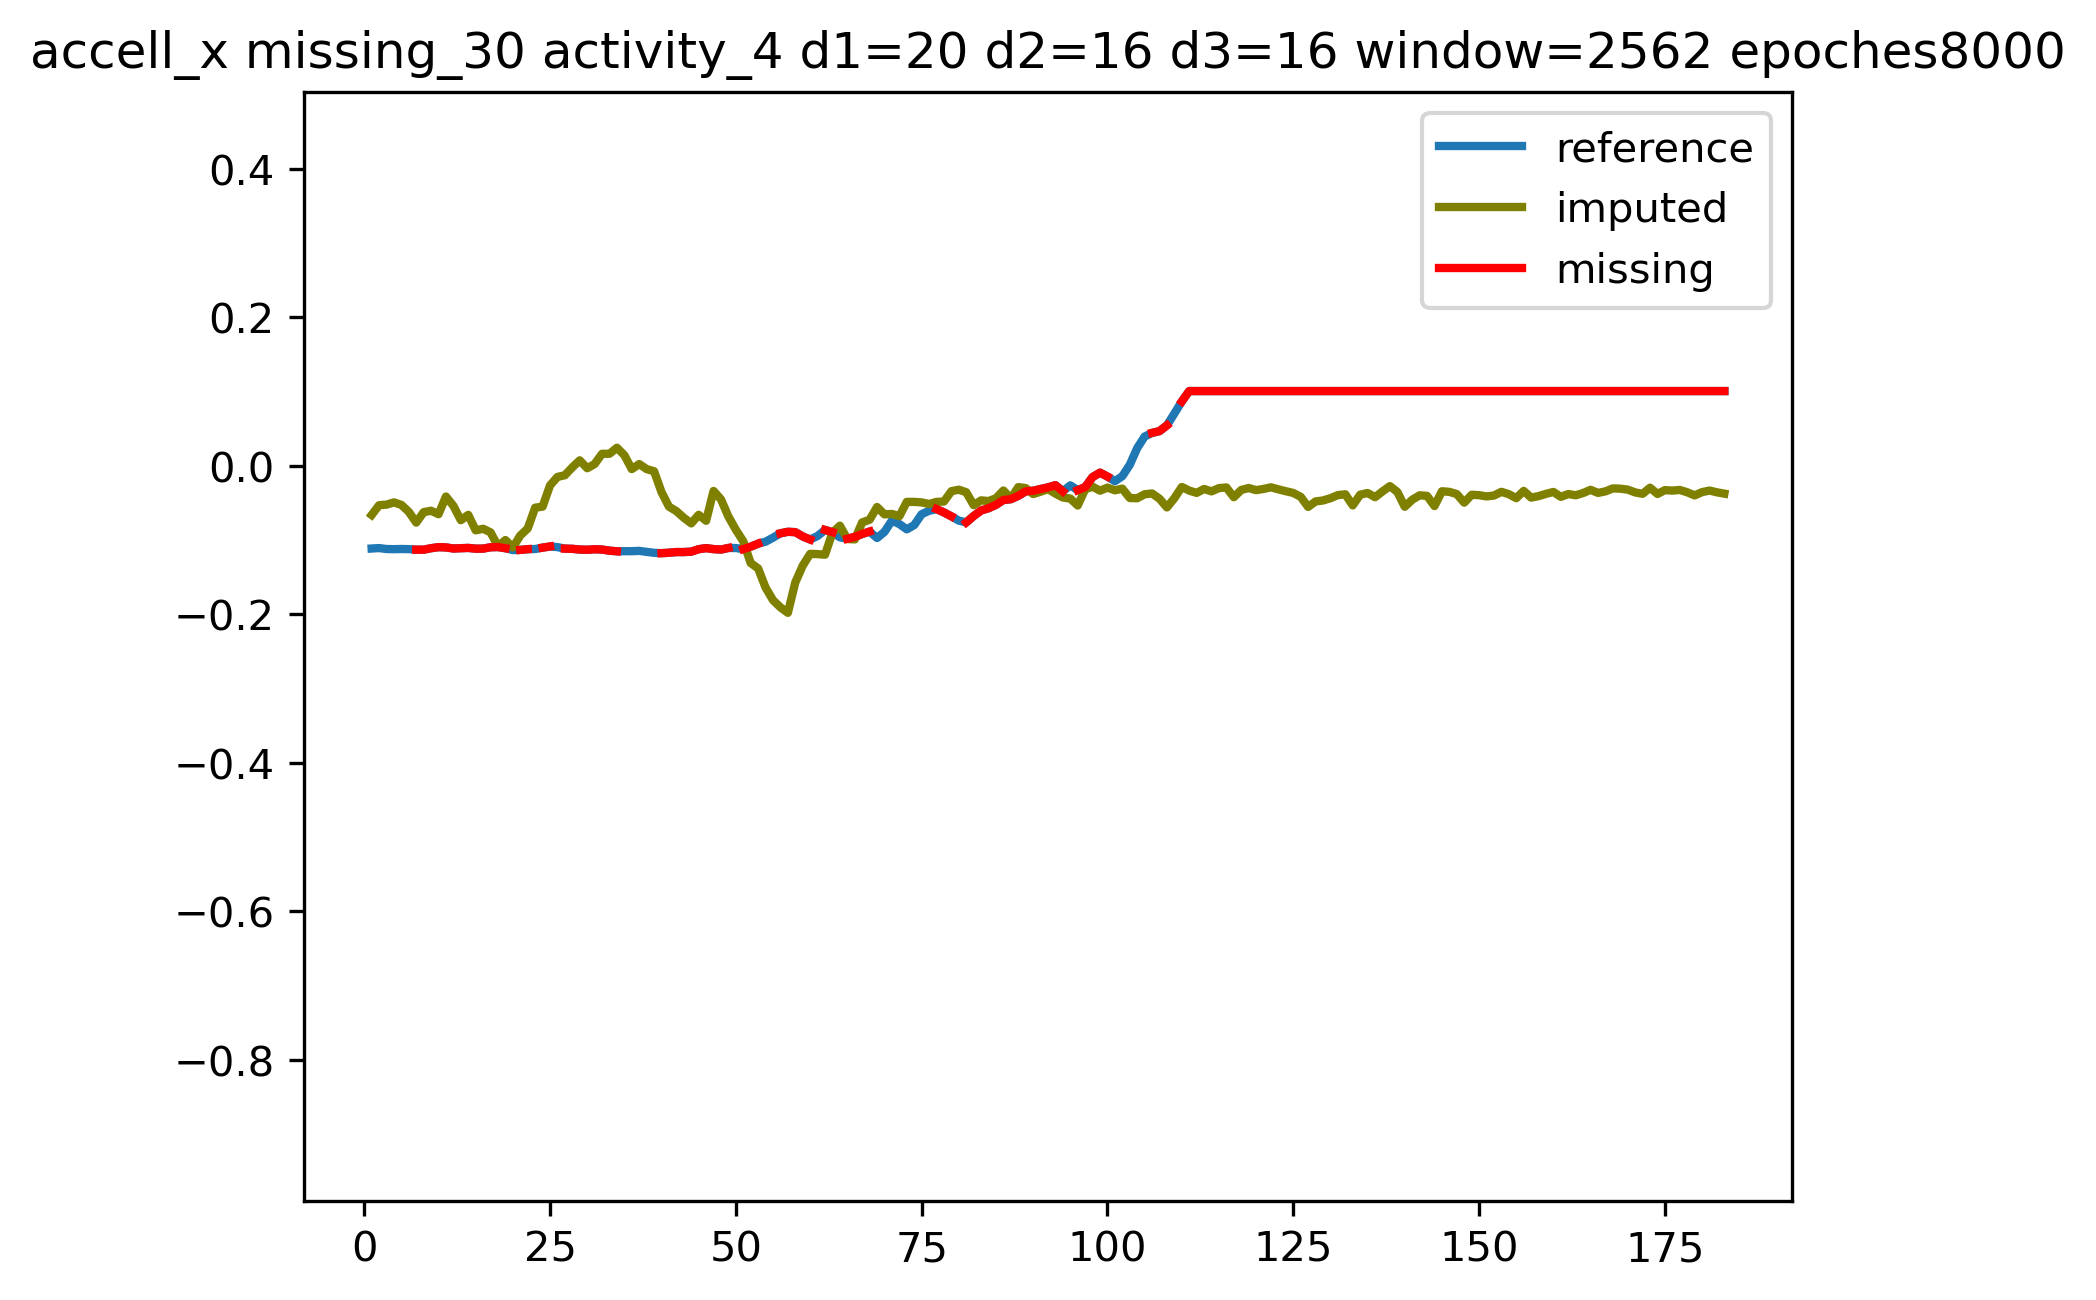 accell_x missing_30 activity_4 d1=20 d2=16 d3=16 window=2562 epoches8000
reference
imputed
missing
0.4
0.2
0.0
−0.2
−0.4
−0.6
−0.8
0 25 50 75 100 125 150 175